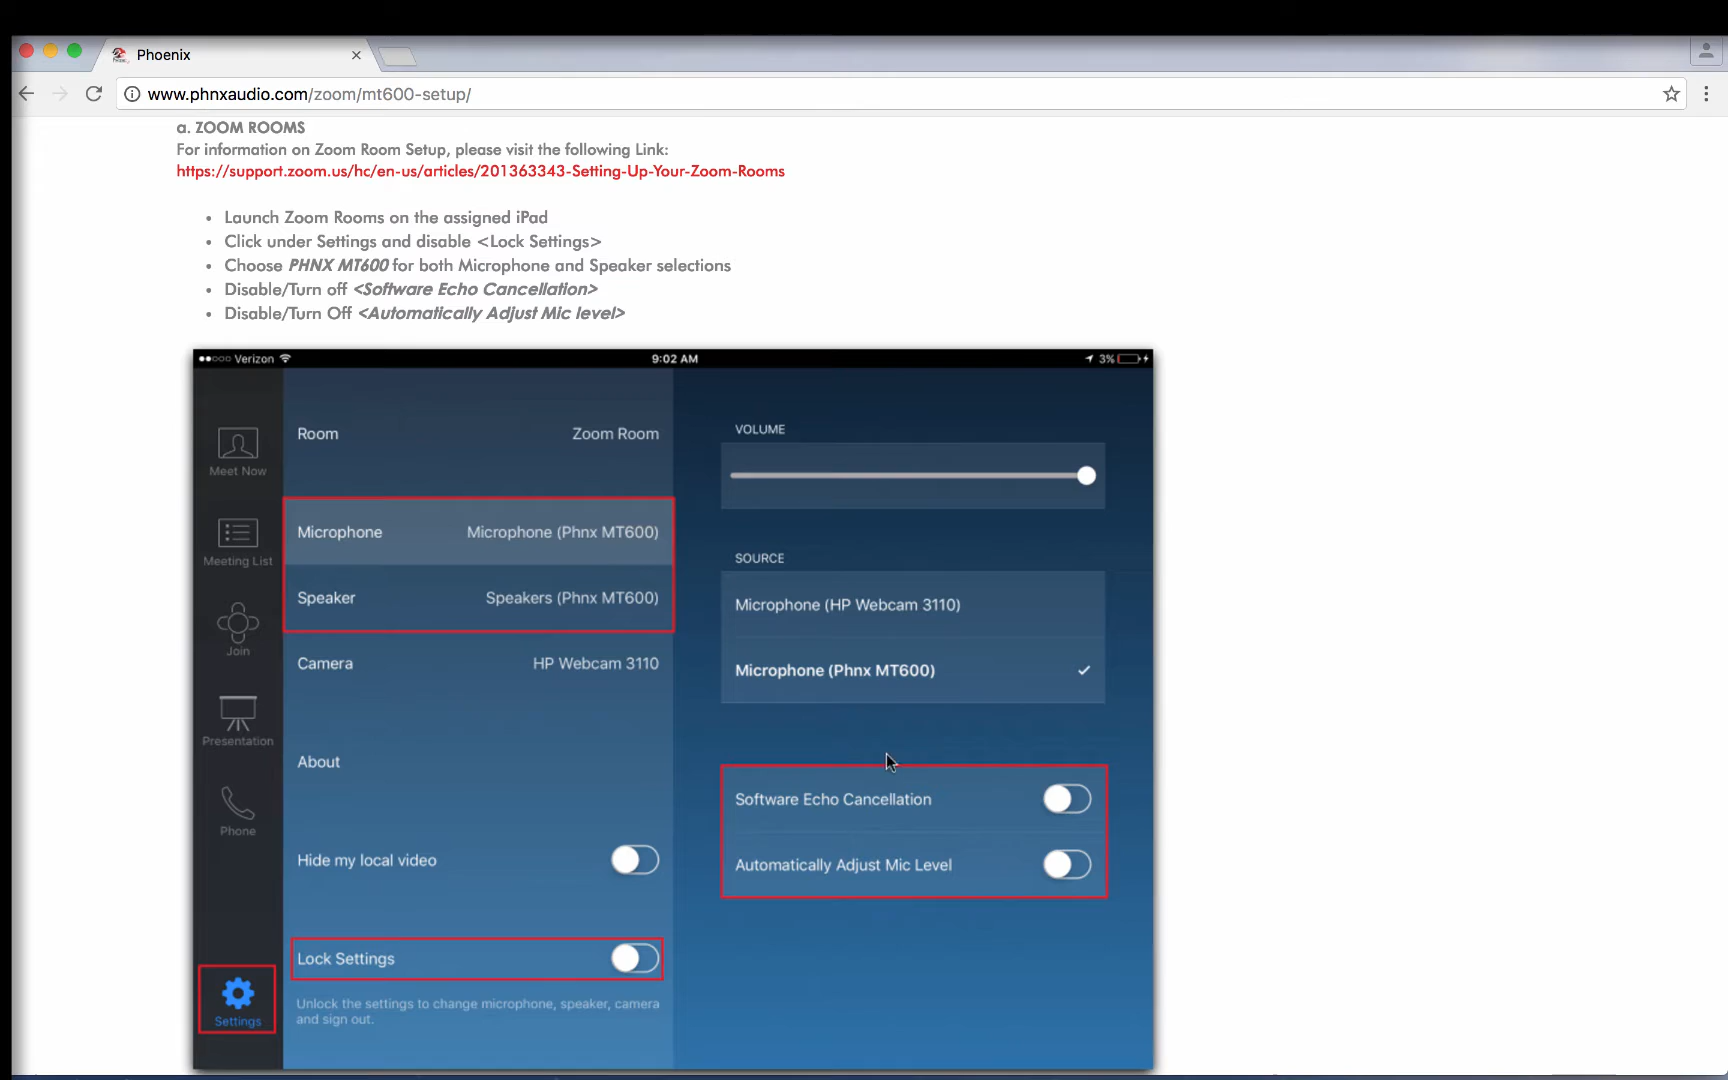 Phoenix
www.phnxaudio.com/zoom/mt600-setup/
a. ZOOM ROOMS
For information on Zoom Room Setup, please visit the following Link:
https://support.zoom.us/hc/en-us/articles/201363343-Setting-Up-Your-Zoom-Rooms
• Launch Zoom Rooms on the assigned iPad
• Click under Settings and disable <Lock Settings>
• Choose PHNX MT600 for both Microphone and Speaker selections
• Disable/Turn off <Software Echo Cancellation>
• Disable/Turn Off <Automatically Adjust Mic level>
Verizon 9:02 AM 3%
Meet Now
Meeting List
Join
Presentation
Phone
Settings
Room Zoom Room
Microphone Microphone (Phnx MT600)
Speaker Speakers (Phnx MT600)
Camera HP Webcam 3110
About
Hide my local video
Lock Settings
Unlock the settings to change microphone, speaker, camera
and sign out.
VOLUME
SOURCE
Microphone (HP Webcam 3110)
Microphone (Phnx MT600)
Software Echo Cancellation
Automatically Adjust Mic Level